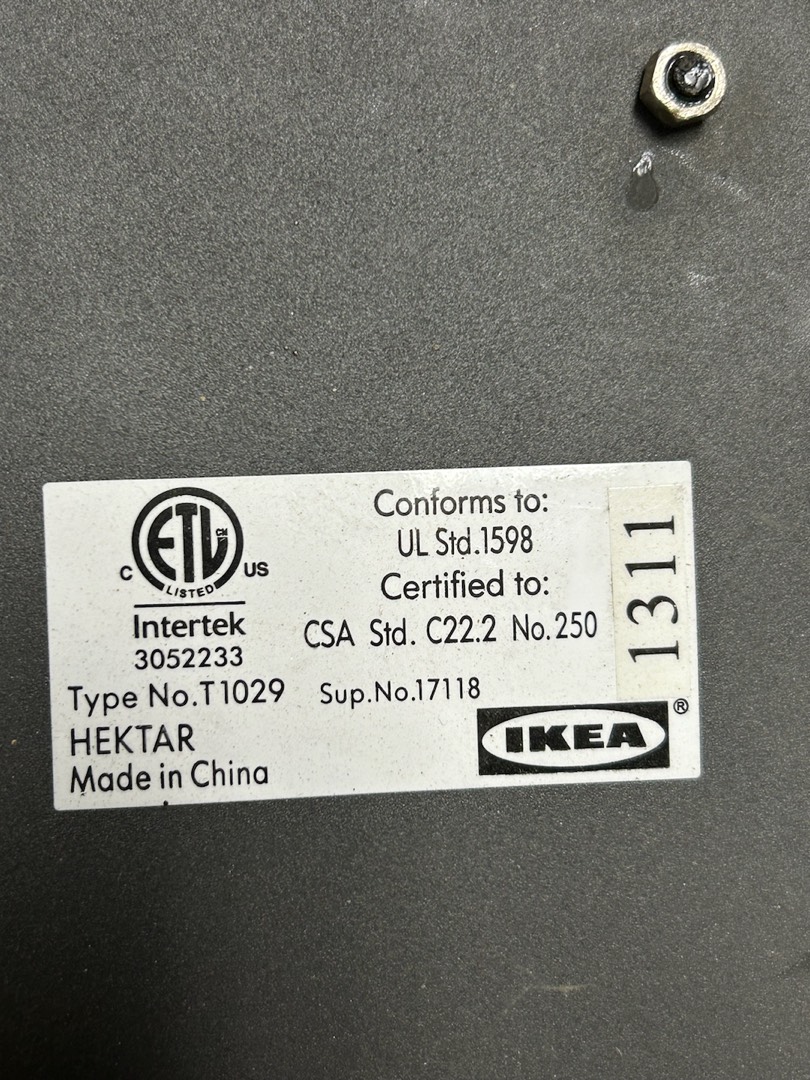 ETL CM
C US
LISTED
Intertek
3052233
Conforms to:
UL Std.1598
Certified to:
CSA Std. C22.2 No.250
1311
Type No.T1029 Sup.No.17118
HEKTAR
Made in China
IKEA®